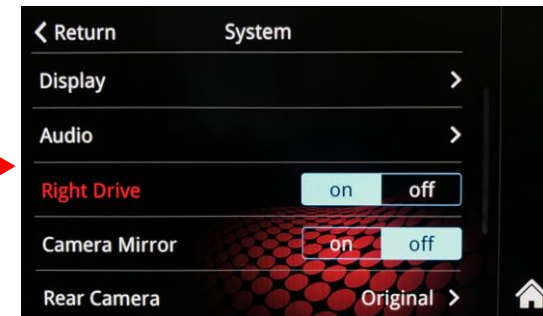 Return System
Display
Audio
Right Drive on off
Camera Mirror on off
Rear Camera Original